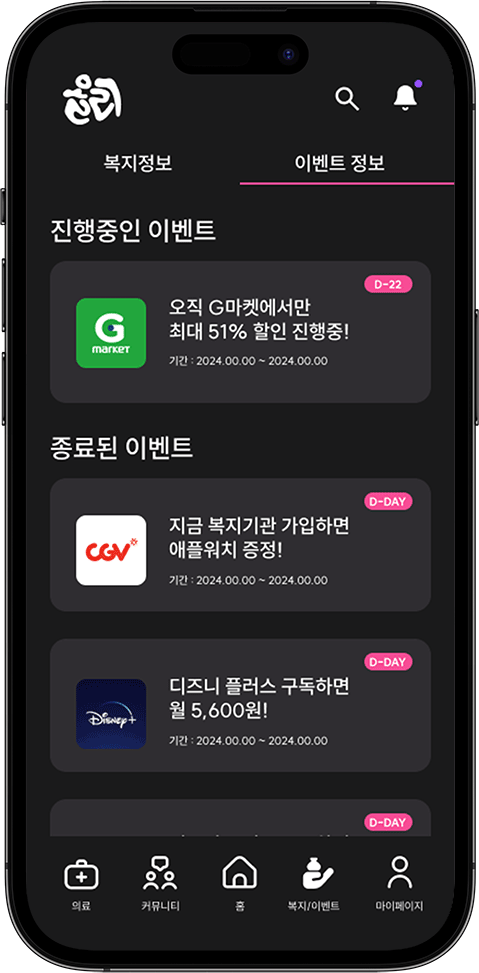 복지정보
이벤트 정보
진행중인 이벤트
D-22
G
market
오직 G마켓에서만
최대 51% 할인 진행중!
기간 : 2024.00.00 ~ 2024.00.00
종료된 이벤트
D-DAY
CGV
지금 복지기관 가입하면
애플워치 증정!
기간 : 2024.00.00 ~ 2024.00.00
D-DAY
Disney+
디즈니 플러스 구독하면
월 5,600원!
기간 : 2024.00.00 ~ 2024.00.00
D-DAY
의료
커뮤니티
홈
복지/이벤트
마이페이지